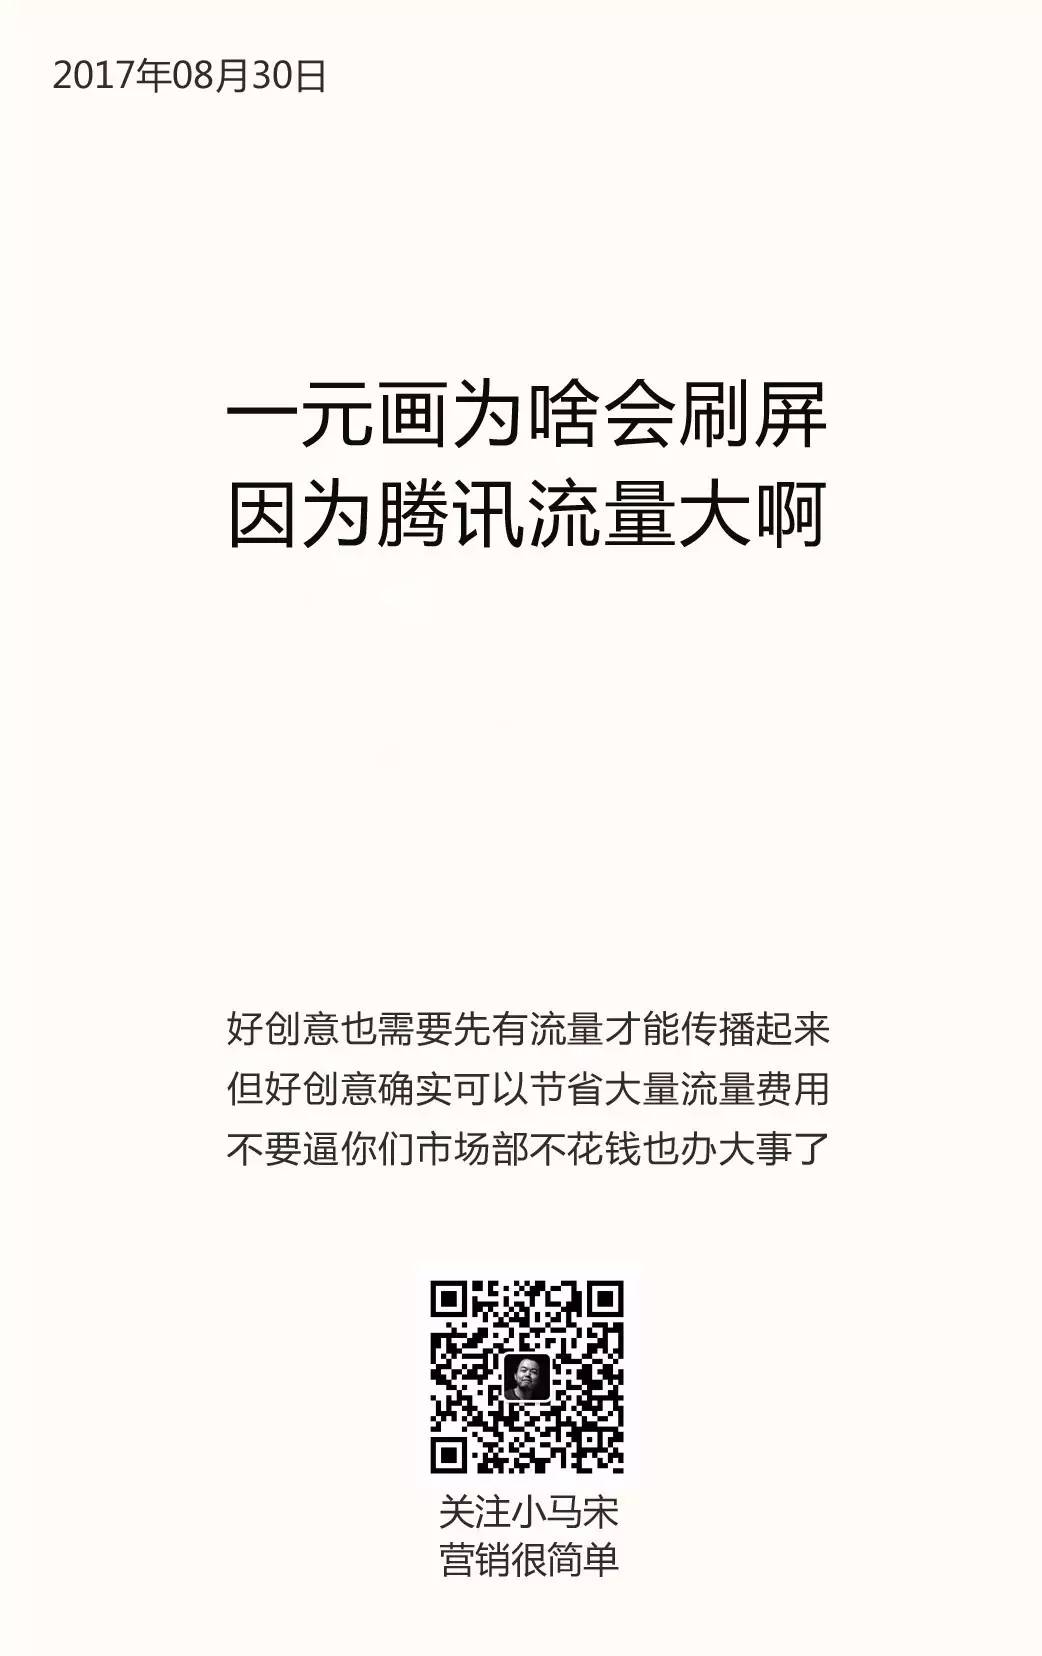 2017年08月30日
一元画为啥会刷屏
因为腾讯流量大啊
好创意也需要先有流量才能传播起来
但好创意确实可以节省大量流量费用
不要逼你们市场部不花钱也办大事了
关注小马宋
营销很简单